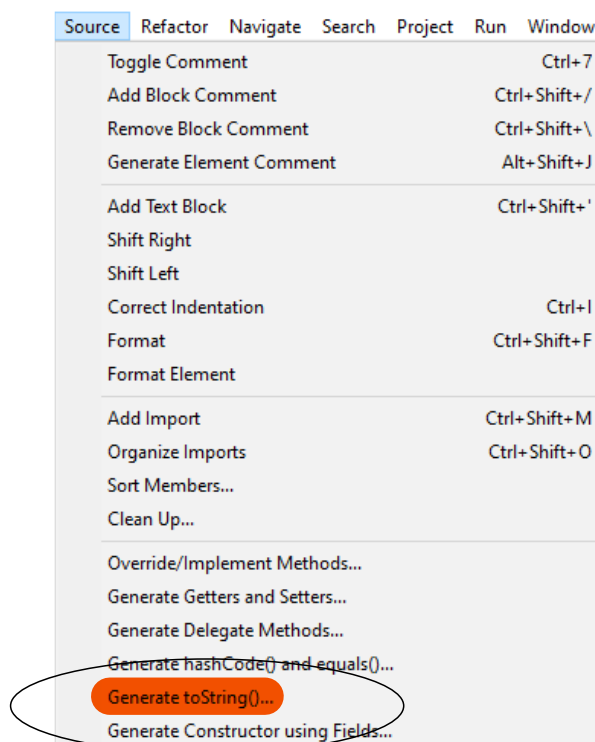 Source Refactor Navigate Search Project Run Window
Toggle Comment Ctrl+7
Add Block Comment Ctrl+Shift+/
Remove Block Comment Ctrl+Shift+\
Generate Element Comment Alt+Shift+J
Add Text Block Ctrl+Shift+'
Shift Right
Shift Left
Correct Indentation Ctrl+I
Format Ctrl+Shift+F
Format Element
Add Import Ctrl+Shift+M
Organize Imports Ctrl+Shift+O
Sort Members...
Clean Up...
Override/Implement Methods...
Generate Getters and Setters...
Generate Delegate Methods...
Generate hashCode() and equals()...
Generate toString()...
Generate Constructor using Fields...